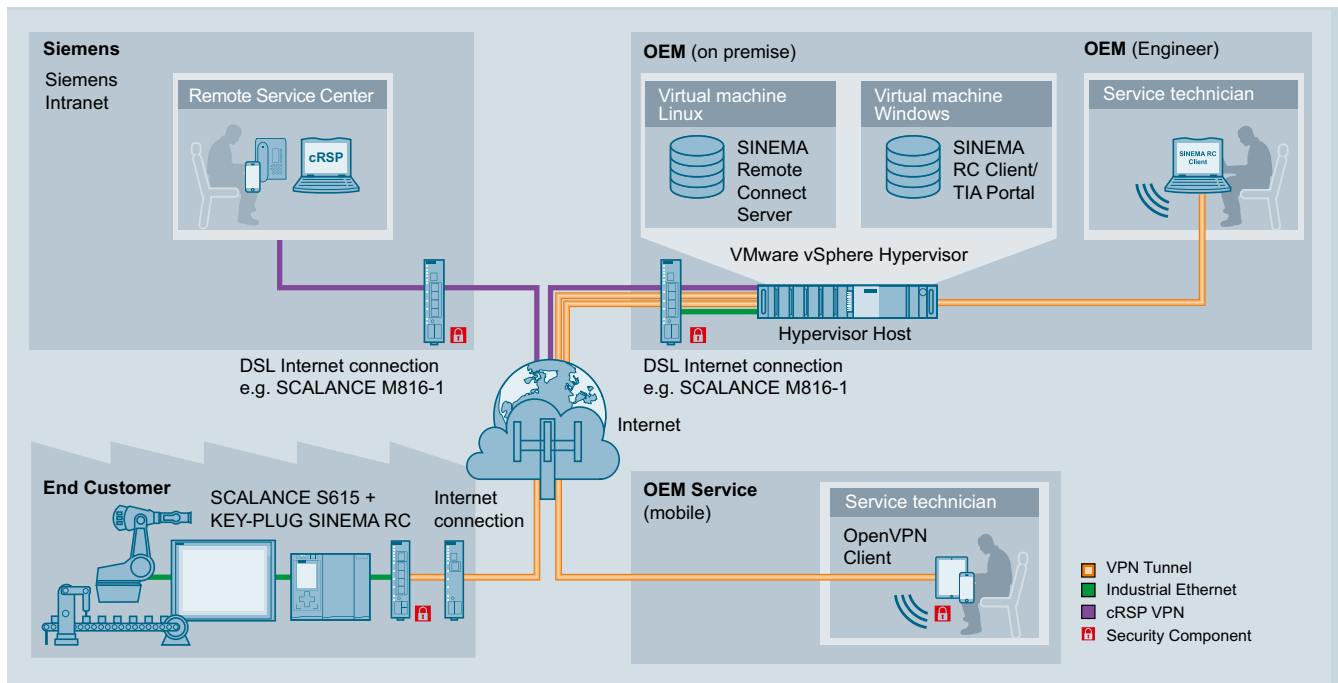 Siemens
Siemens
Intranet
Remote Service Center
cRSP
DSL Internet connection
e.g. SCALANCE M816-1
OEM (on premise)
Virtual machine
Linux
SINEMA
Remote
Connect
Server
Virtual machine
Windows
SINEMA
RC Client/
TIA Portal
VMware vSphere Hypervisor
Hypervisor Host
DSL Internet connection
e.g. SCALANCE M816-1
OEM (Engineer)
Service technician
SINEMA RC
Client
Internet
End Customer
SCALANCE S615 +
KEY-PLUG SINEMA RC
Internet
connection
OEM Service
(mobile)
Service technician
OpenVPN
Client
VPN Tunnel
Industrial Ethernet
cRSP VPN
Security Component